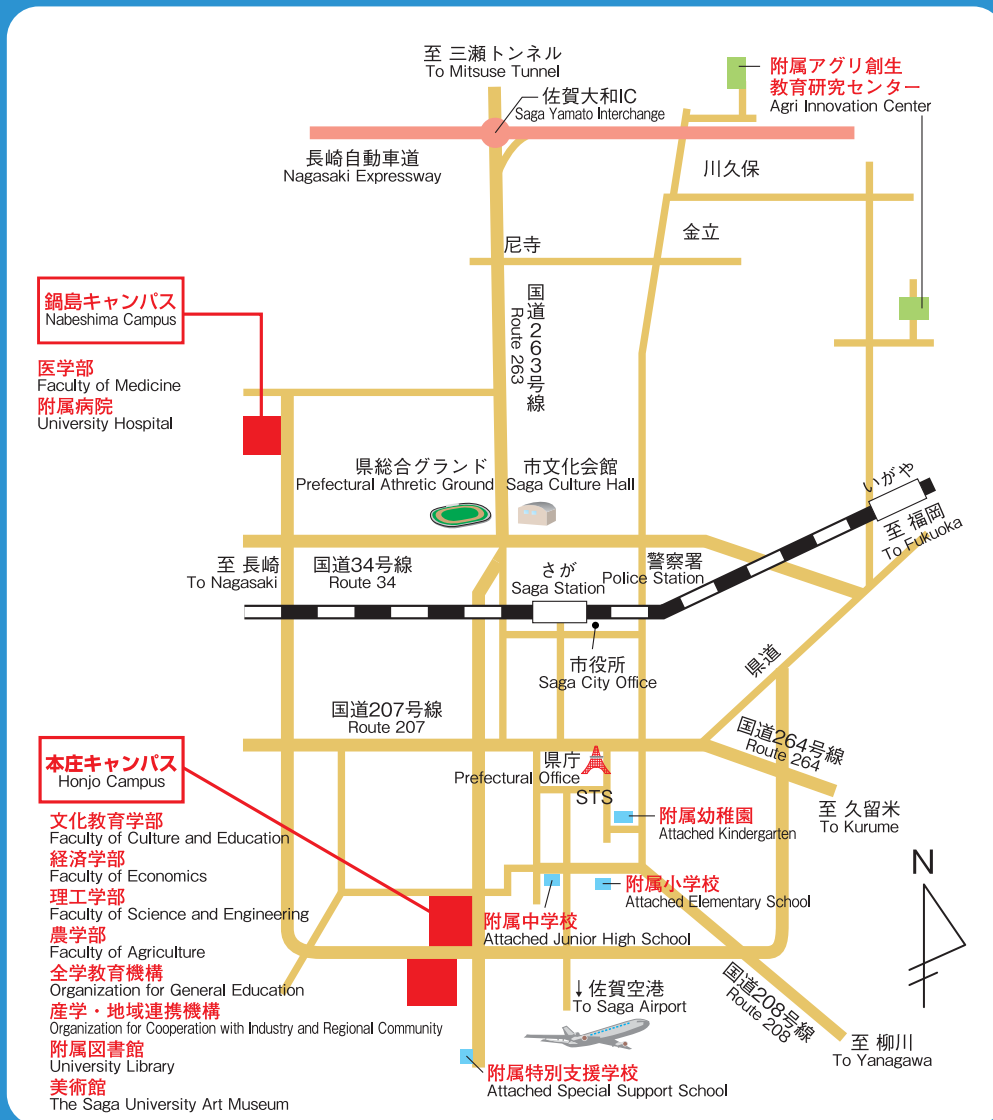 至 三瀬トンネル
To Mitsuse Tunnel
附属アグリ創生
教育研究センター
Agri Innovation Center
佐賀大和IC
Saga Yamato Interchange
長崎自動車道
Nagasaki Expressway
川久保
金立
尼寺
国道263号線
Route 263
鍋島キャンパス
Nabeshima Campus
医学部
Faculty of Medicine
附属病院
University Hospital
県総合グランド
Prefectural Athretic Ground
市文化会館
Saga Culture Hall
いがや
至 福岡
To Fukuoka
至 長崎
To Nagasaki
国道34号線
Route 34
さが
Saga Station
警察署
Police Station
市役所
Saga City Office
県道
国道207号線
Route 207
国道264号線
Route 264
至 久留米
To Kurume
県庁
Prefectural Office
STS
附属幼稚園
Attached Kindergarten
本庄キャンパス
Honjo Campus
文化教育学部
Faculty of Culture and Education
経済学部
Faculty of Economics
理工学部
Faculty of Science and Engineering
農学部
Faculty of Agriculture
全学教育機構
Organization for General Education
産学・地域連携機構
Organization for Cooperation with Industry and Regional Community
附属図書館
University Library
美術館
The Saga University Art Museum
附属小学校
Attached Elementary School
附属中学校
Attached Junior High School
N
↓佐賀空港
To Saga Airport
国道208号線
Route 208
至 柳川
To Yanagawa
附属特別支援学校
Attached Special Support School